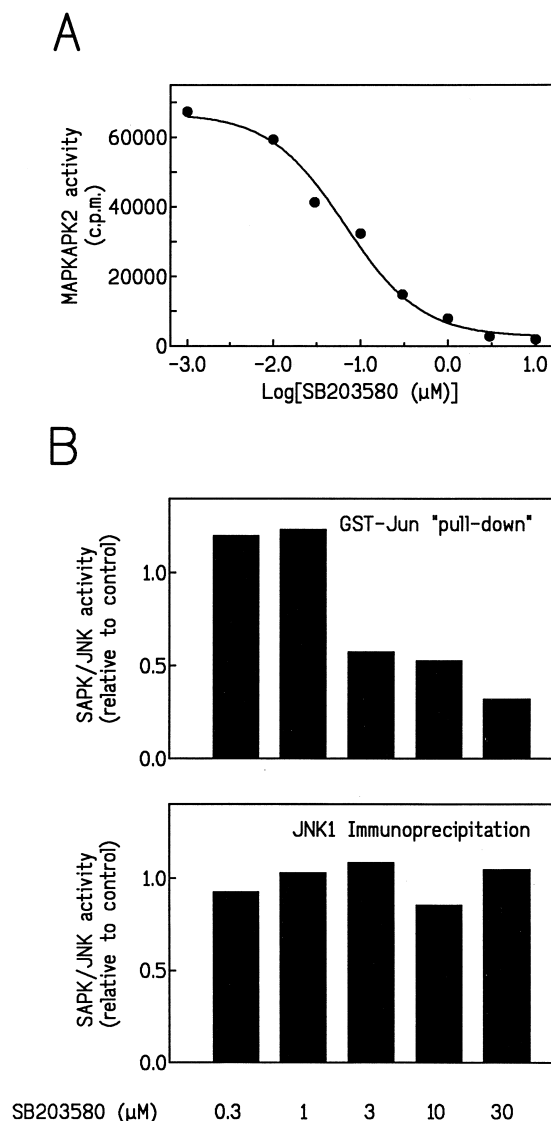 A
MAPKAPK2 activity
(c.p.m.)
60000
40000
20000
0
-3.0 -2.0 -1.0 0.0 1.0
Log[SB203580 (μM)]
B
GST-Jun "pull-down"
SAPK/JNK activity
(relative to control)
1.0
0.5
0.0
JNK1 Immunoprecipitation
SAPK/JNK activity
(relative to control)
1.0
0.5
0.0
SB203580 (μM) 0.3 1 3 10 30